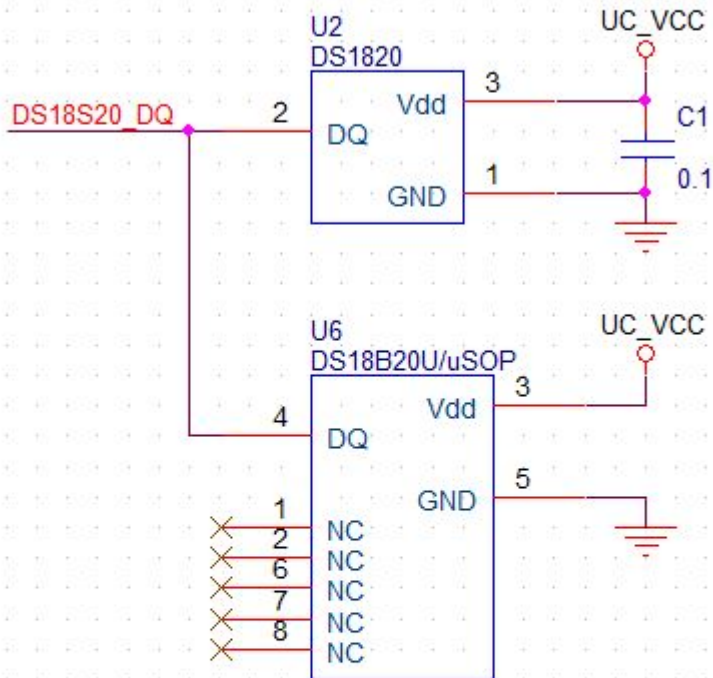 U2
DS1820
UC_VCC
DS18S20_DQ
2
DQ
Vdd
3
C1
GND
1
0.1
U6
DS18B20U/uSOP
UC_VCC
3
Vdd
4
DQ
5
GND
1
NC
2
NC
6
NC
7
NC
8
NC